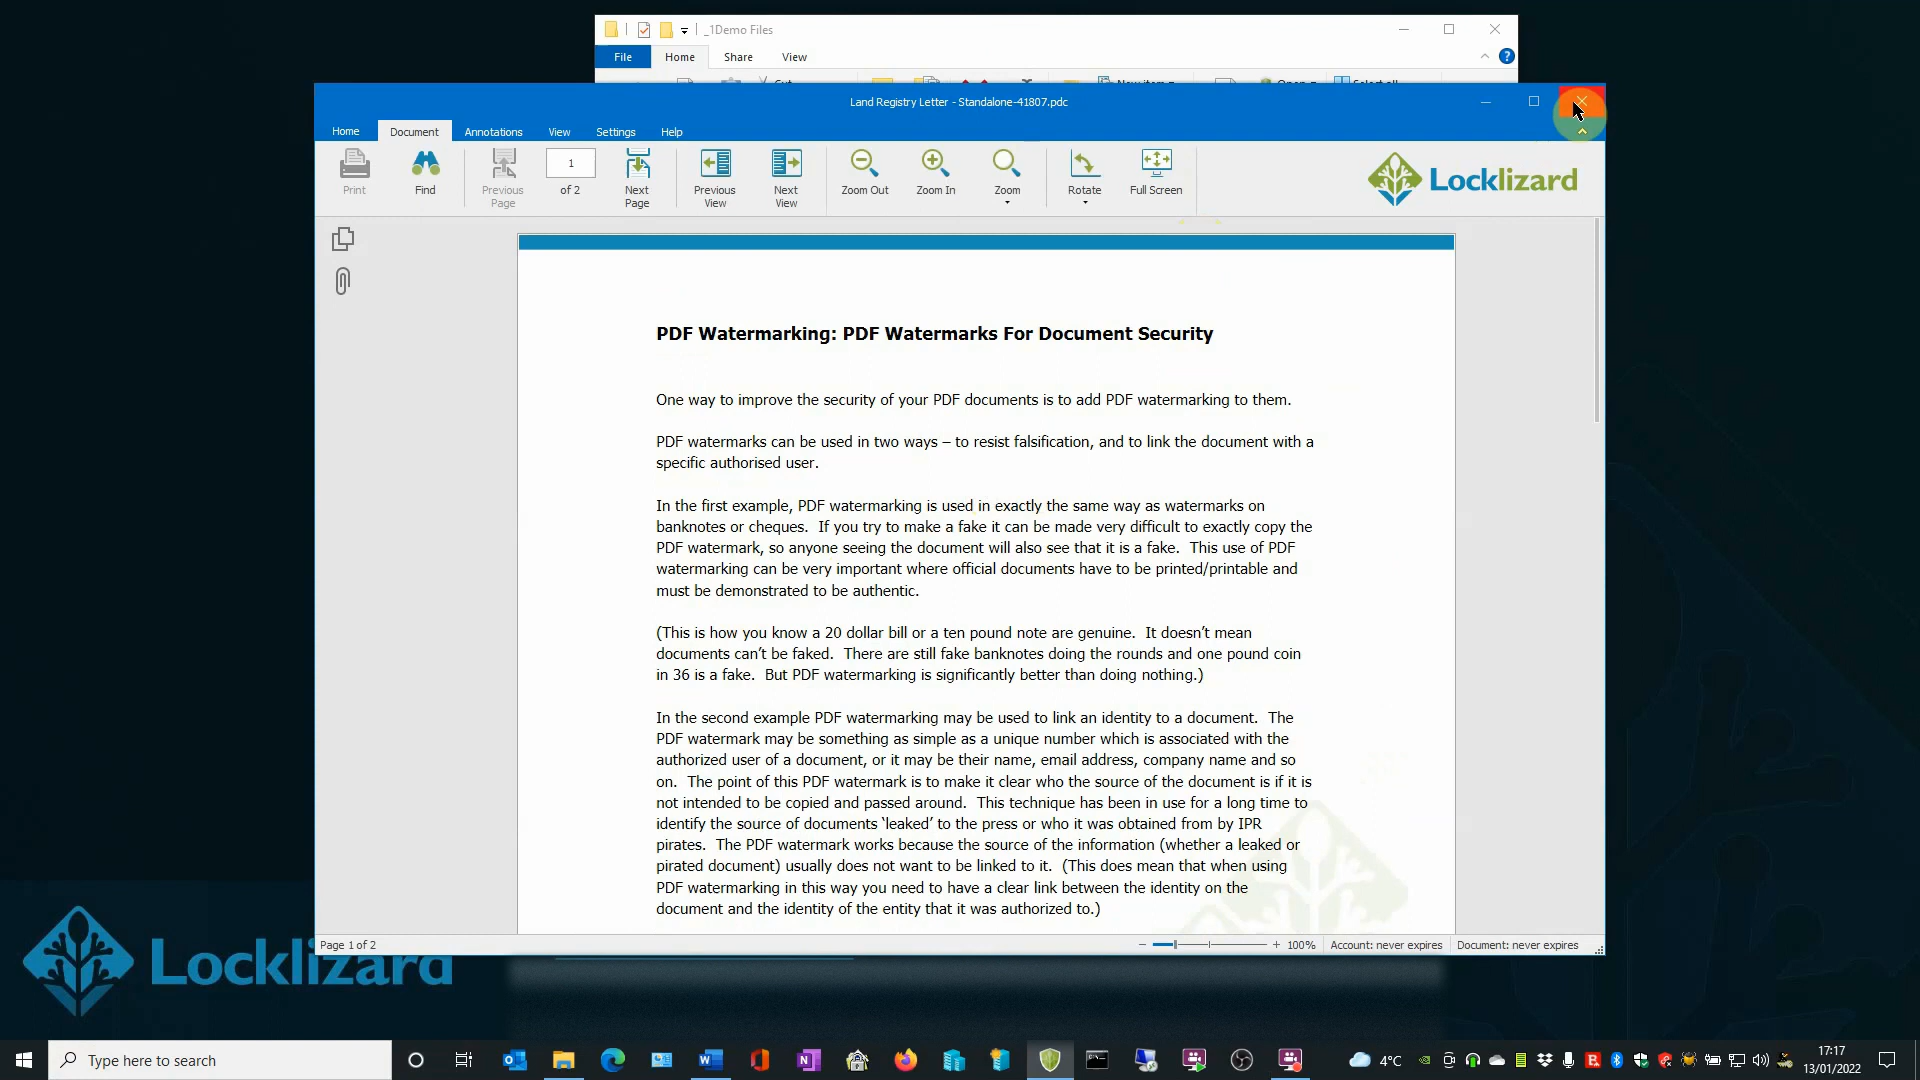 _1Demo Files
File Home Share View
Cut New item Open Select all
Land Registry Letter - Standalone-41807.pdc
Home Document Annotations View Settings Help
1
Print Find Previous Page of 2 Next Page Previous View Next View Zoom Out Zoom In Zoom Rotate Full Screen
Locklizard
PDF Watermarking: PDF Watermarks For Document Security
One way to improve the security of your PDF documents is to add PDF watermarking to them.
PDF watermarks can be used in two ways – to resist falsification, and to link the document with a
specific authorised user.
In the first example, PDF watermarking is used in exactly the same way as watermarks on
banknotes or cheques.  If you try to make a fake it can be made very difficult to exactly copy the
PDF watermark, so anyone seeing the document will also see that it is a fake.  This use of PDF
watermarking can be very important where official documents have to be printed/printable and
must be demonstrated to be authentic.
(This is how you know a 20 dollar bill or a ten pound note are genuine.  It doesn’t mean
documents can’t be faked.  There are still fake banknotes doing the rounds and one pound coin
in 36 is a fake.  But PDF watermarking is significantly better than doing nothing.)
In the second example PDF watermarking may be used to link an identity to a document.  The
PDF watermark may be something as simple as a unique number which is associated with the
authorized user of a document, or it may be their name, email address, company name and so
on.  The point of this PDF watermark is to make it clear who the source of the document is if it is
not intended to be copied and passed around.  This technique has been in use for a long time to
identify the source of documents ‘leaked’ to the press or who it was obtained from by IPR
pirates.  The PDF watermark works because the source of the information (whether a leaked or
pirated document) usually does not want to be linked to it.  (This does mean that when using
PDF watermarking in this way you need to have a clear link between the identity on the
document and the identity of the entity that it was authorized to.)
Page 1 of 2 100% Account: never expires Document: never expires
Locklizard
Type here to search
4°C
17:17
13/01/2022